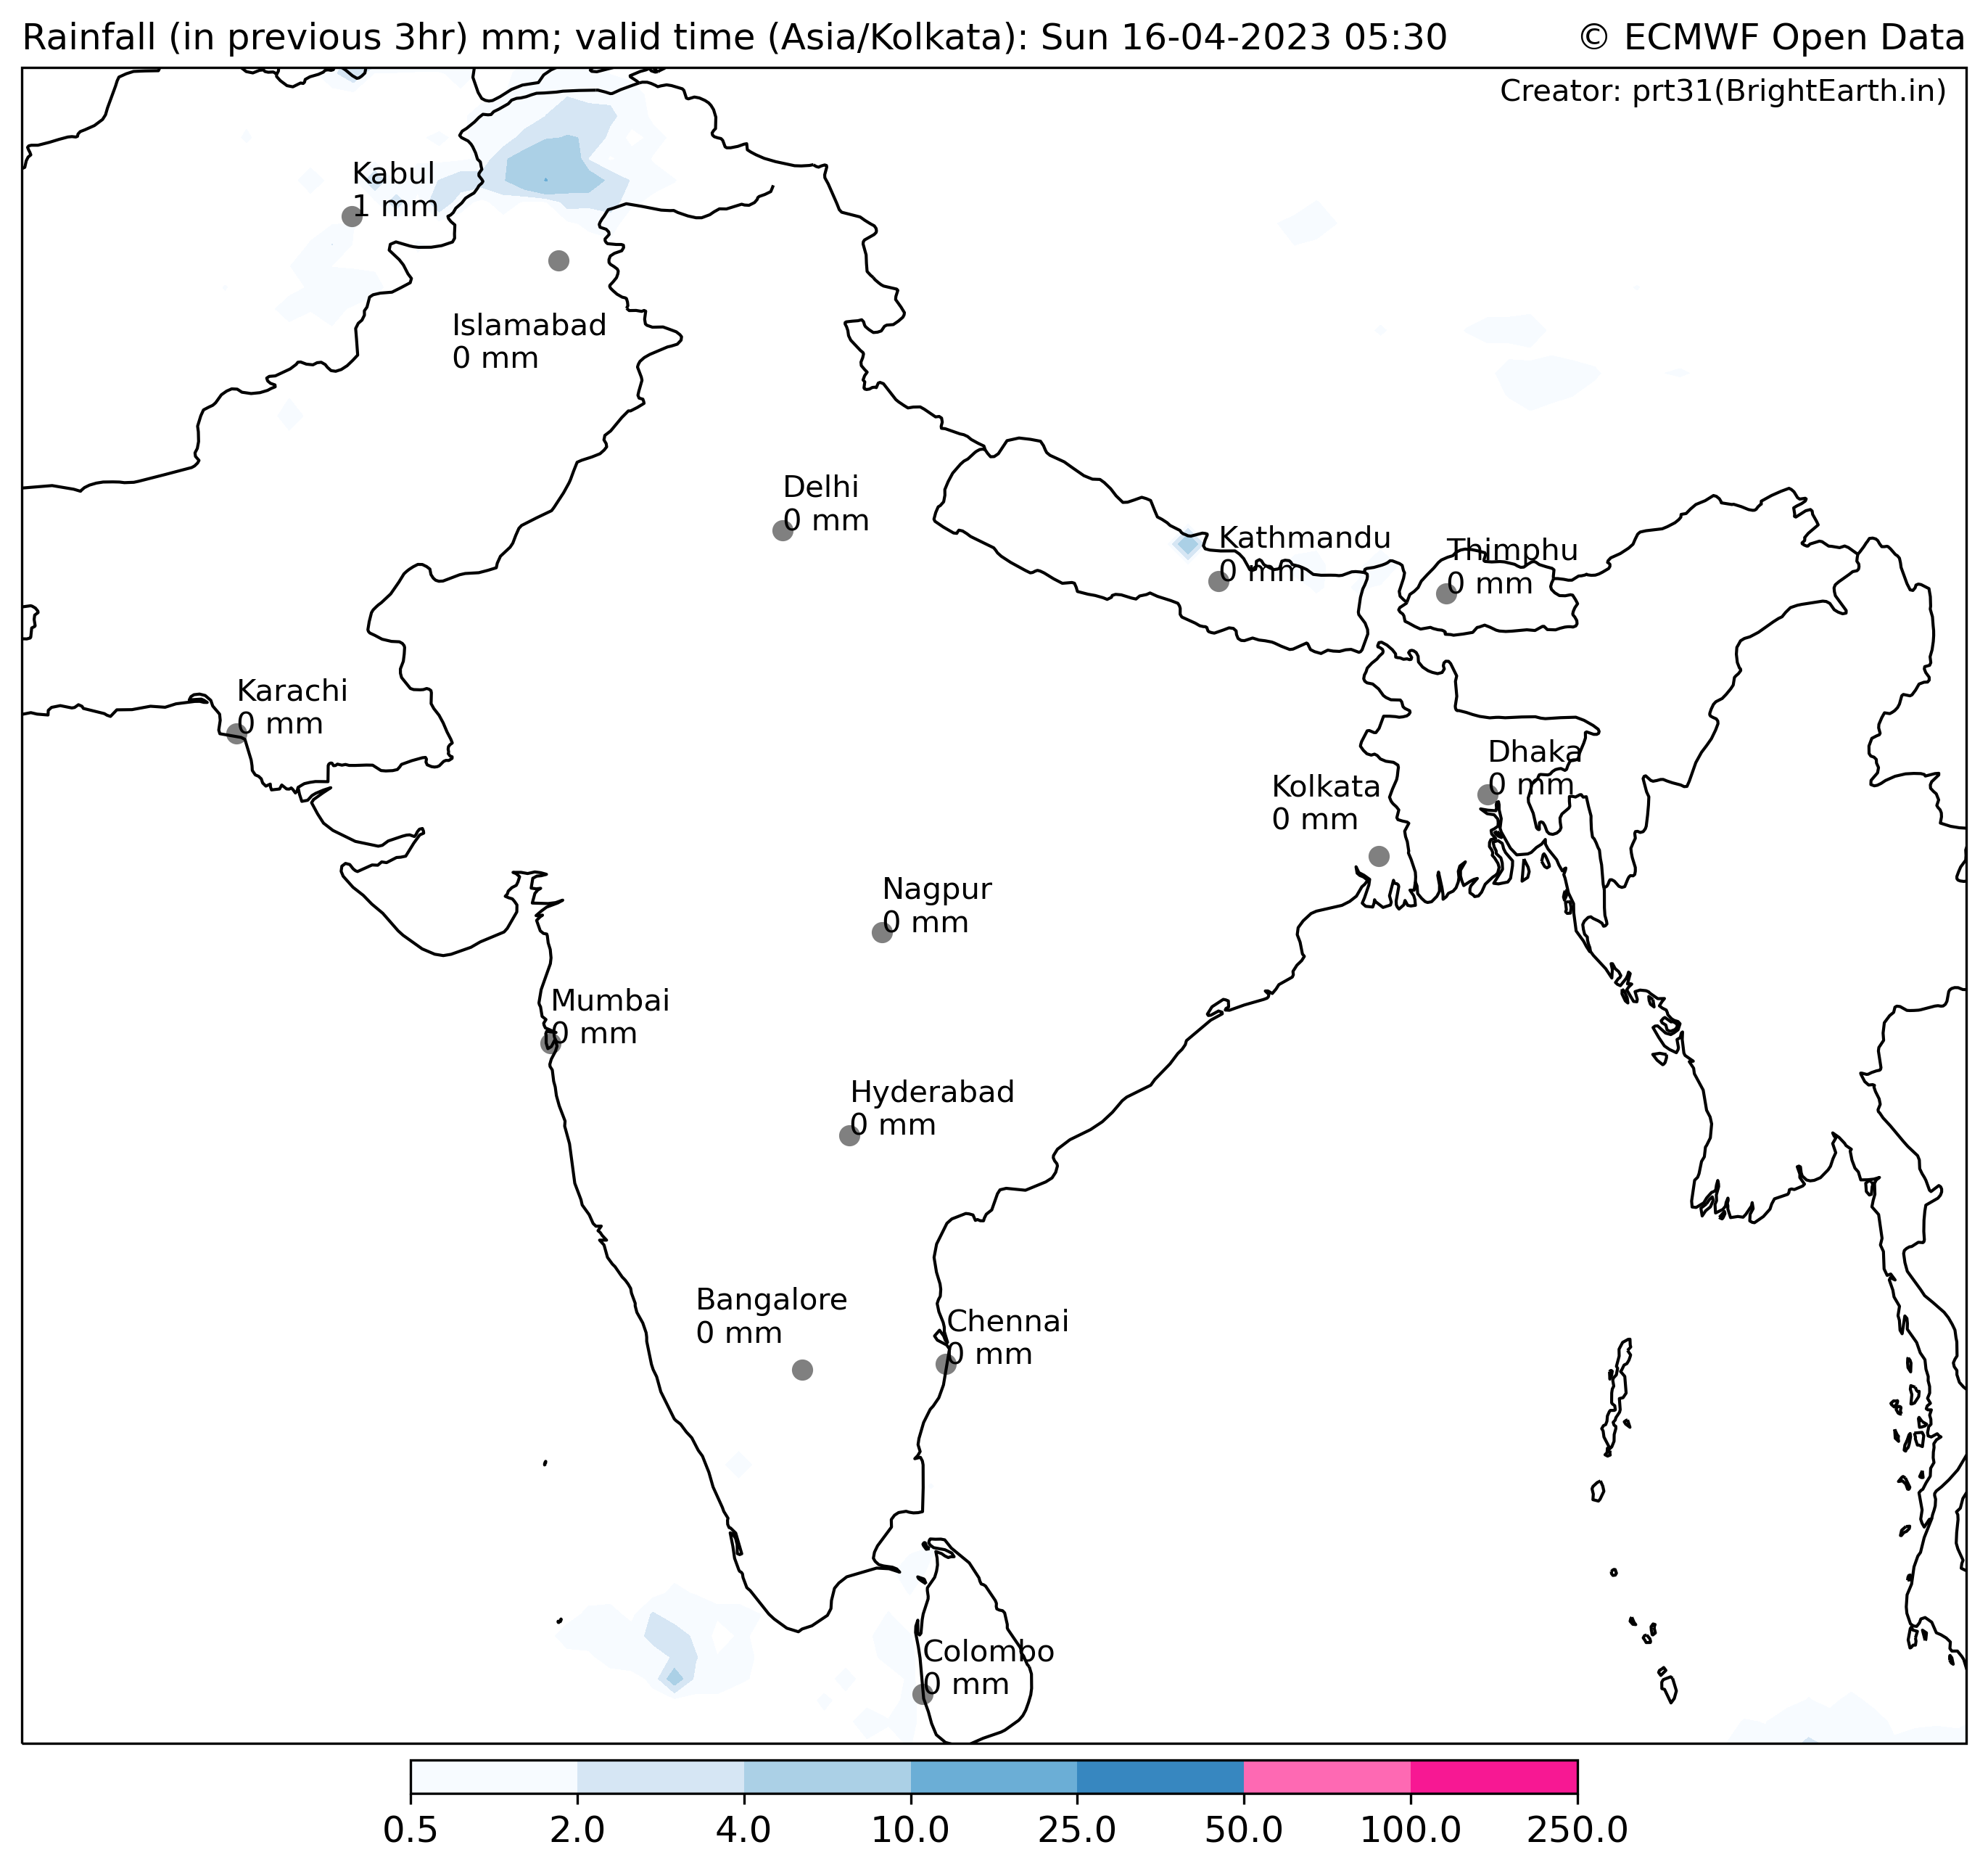 Rainfall (in previous 3hr) mm; valid time (Asia/Kolkata): Sun 16-04-2023 05:30
© ECMWF Open Data
Creator: prt31(BrightEarth.in)
Kabul
1 mm
Islamabad
0 mm
Delhi
0 mm
Kathmandu
0 mm
Thimphu
0 mm
Karachi
0 mm
Dhaka
0 mm
Kolkata
0 mm
Nagpur
0 mm
Mumbai
0 mm
Hyderabad
0 mm
Bangalore
0 mm
Chennai
0 mm
Colombo
0 mm
0.5 2.0 4.0 10.0 25.0 50.0 100.0 250.0